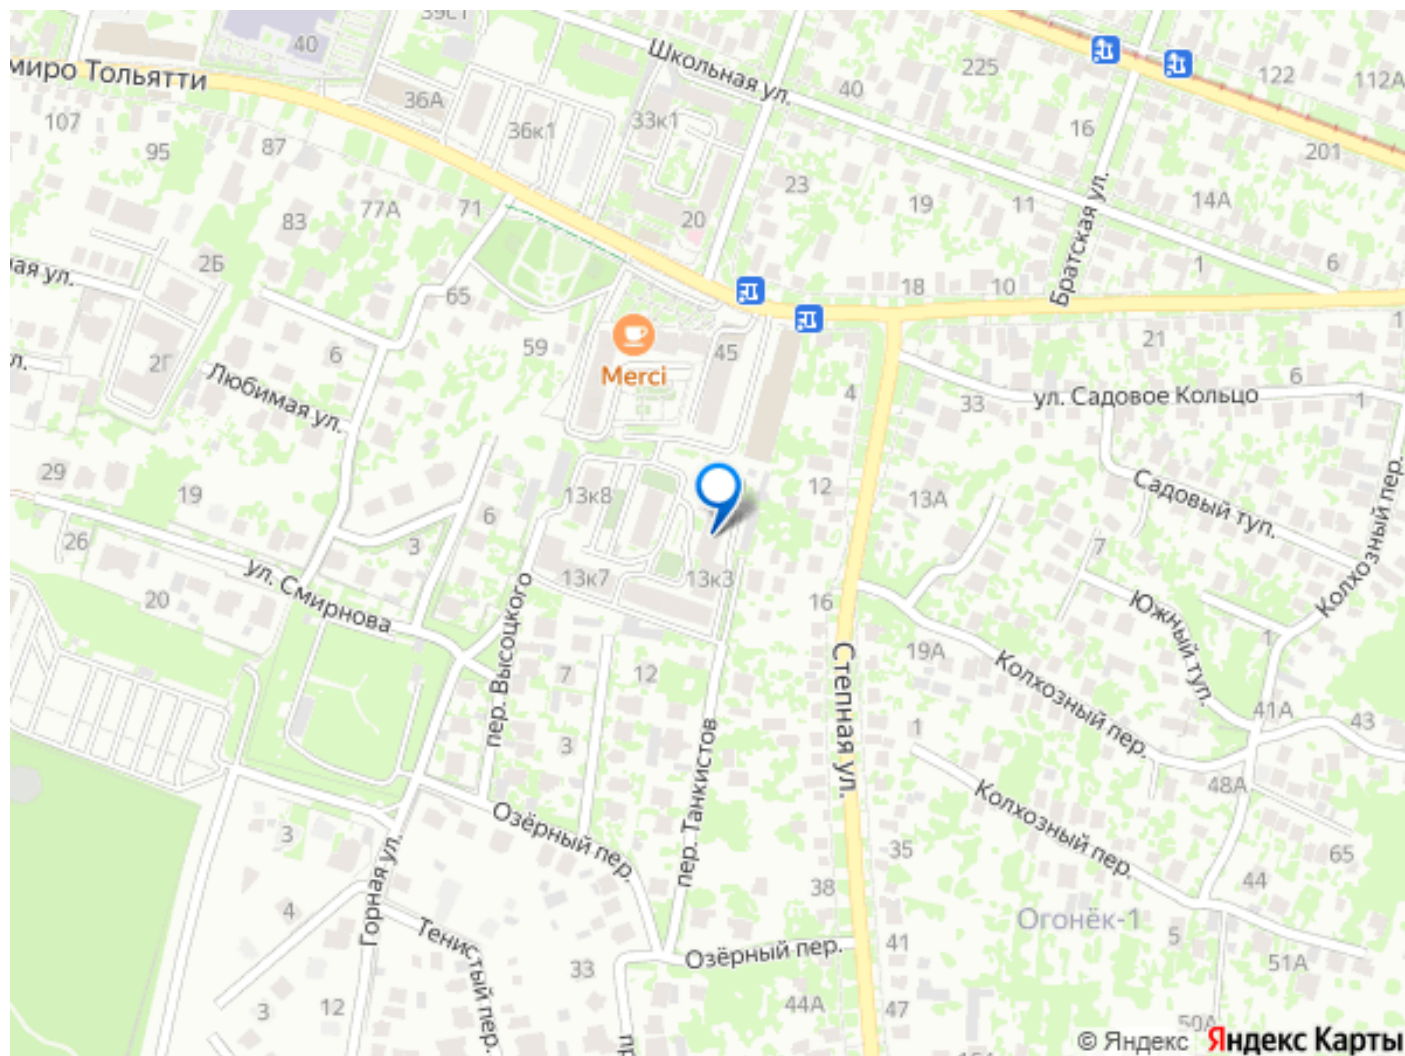 39ст
40
миро Тольятти
Школьная ул.
225
122
112А
36А
40
107
36к1
33к1
16
95
87
201
23
77А
71
14А
83
19
11
20
Братская ул.
2Б
1
6
ая ул.
65
18
10
1
59
45
21
6
2Г
Merci
л.
Любимая ул.
4
33
ул. Садовое Кольцо
6
1
29
19
13к8
12
13А
Садовый туп.
Колхозный пер.
6
26
3
7
20
ул. Смирнова
13к7
13к3
16
Южный туп.
1
пер. Высоцкого
7
12
Степная ул.
19А
Колхозный пер.
41А
43
3
1
48А
пер. Танкистов
Колхозный пер.
3
Озёрный пер.
35
65
Горная ул.
38
44
4
Огонёк-1
Тенистый пер.
5
33
Озёрный пер.
41
51А
3
12
44А
47
50А
© Яндекс
Яндекс Карты